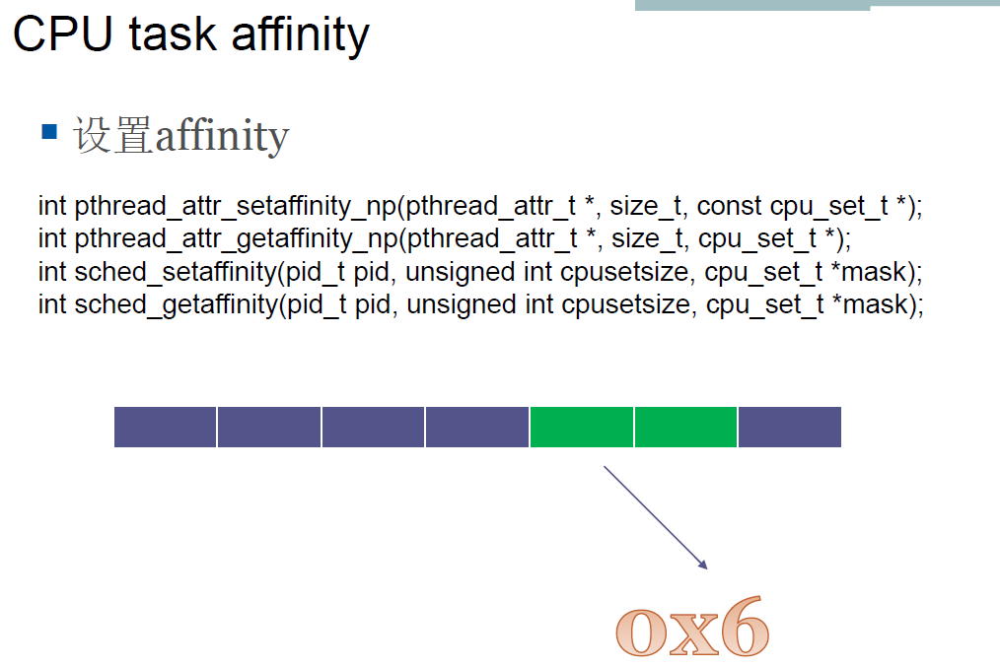 CPU task affinity
设置affinity
int pthread_attr_setaffinity_np(pthread_attr_t *, size_t, const cpu_set_t *);
int pthread_attr_getaffinity_np(pthread_attr_t *, size_t, cpu_set_t *);
int sched_setaffinity(pid_t pid, unsigned int cpusetsize, cpu_set_t *mask);
int sched_getaffinity(pid_t pid, unsigned int cpusetsize, cpu_set_t *mask);
0x6